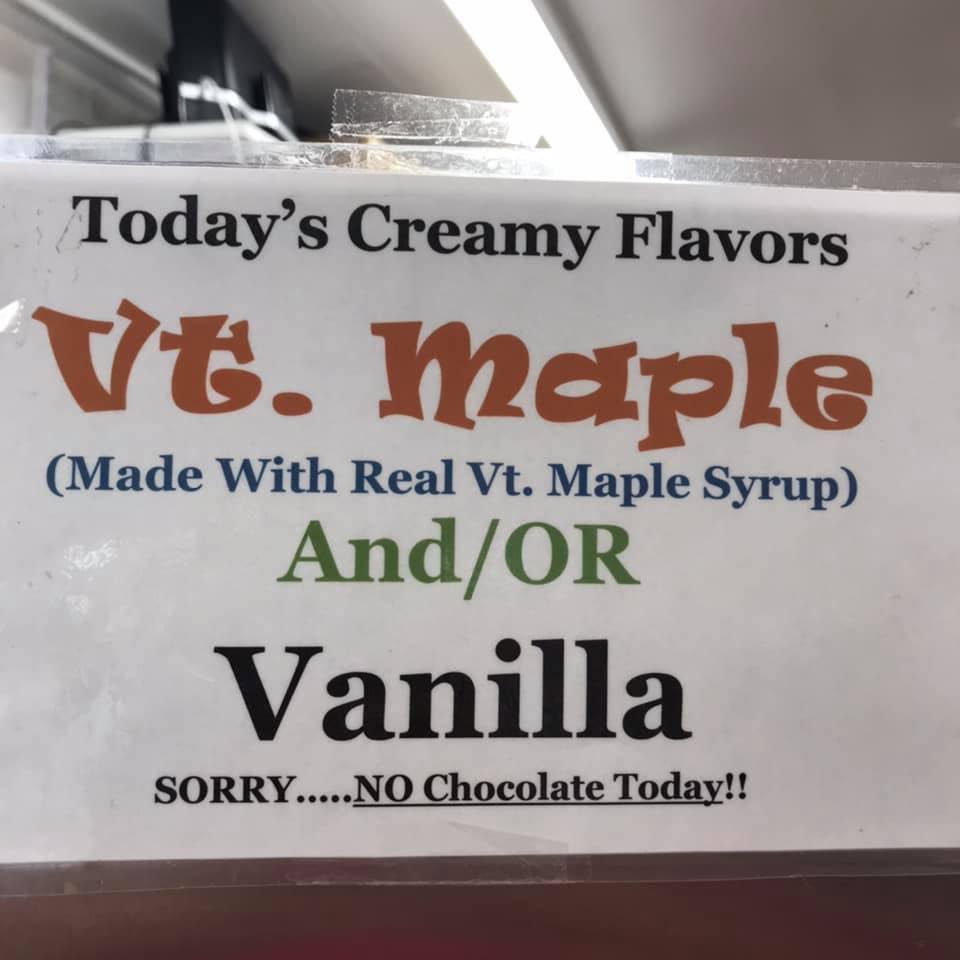 Today's Creamy Flavors
Vt. Maple
(Made With Real Vt. Maple Syrup)
And/OR
Vanilla
SORRY.....NO Chocolate Today!!